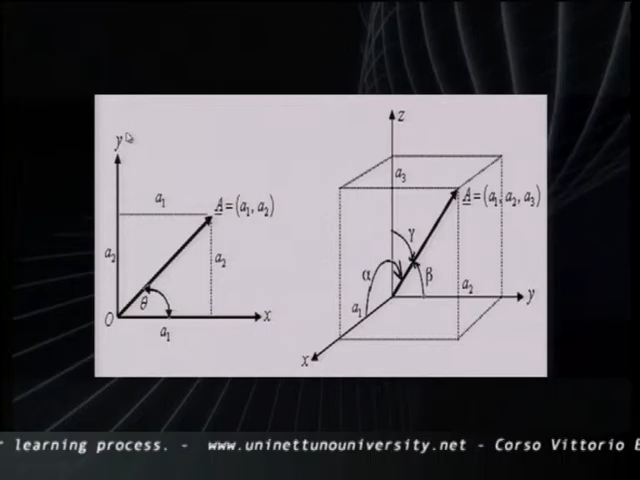 y
a₁
A=(a₁, a₂)
a₂
a₂
θ
O
x
a₁
z
a₃
A=(a₁, a₂, a₃)
γ
α
β
a₁
a₂
y
x
r learning process. - www.uninettunouniversity.net - Corso Vittorio E